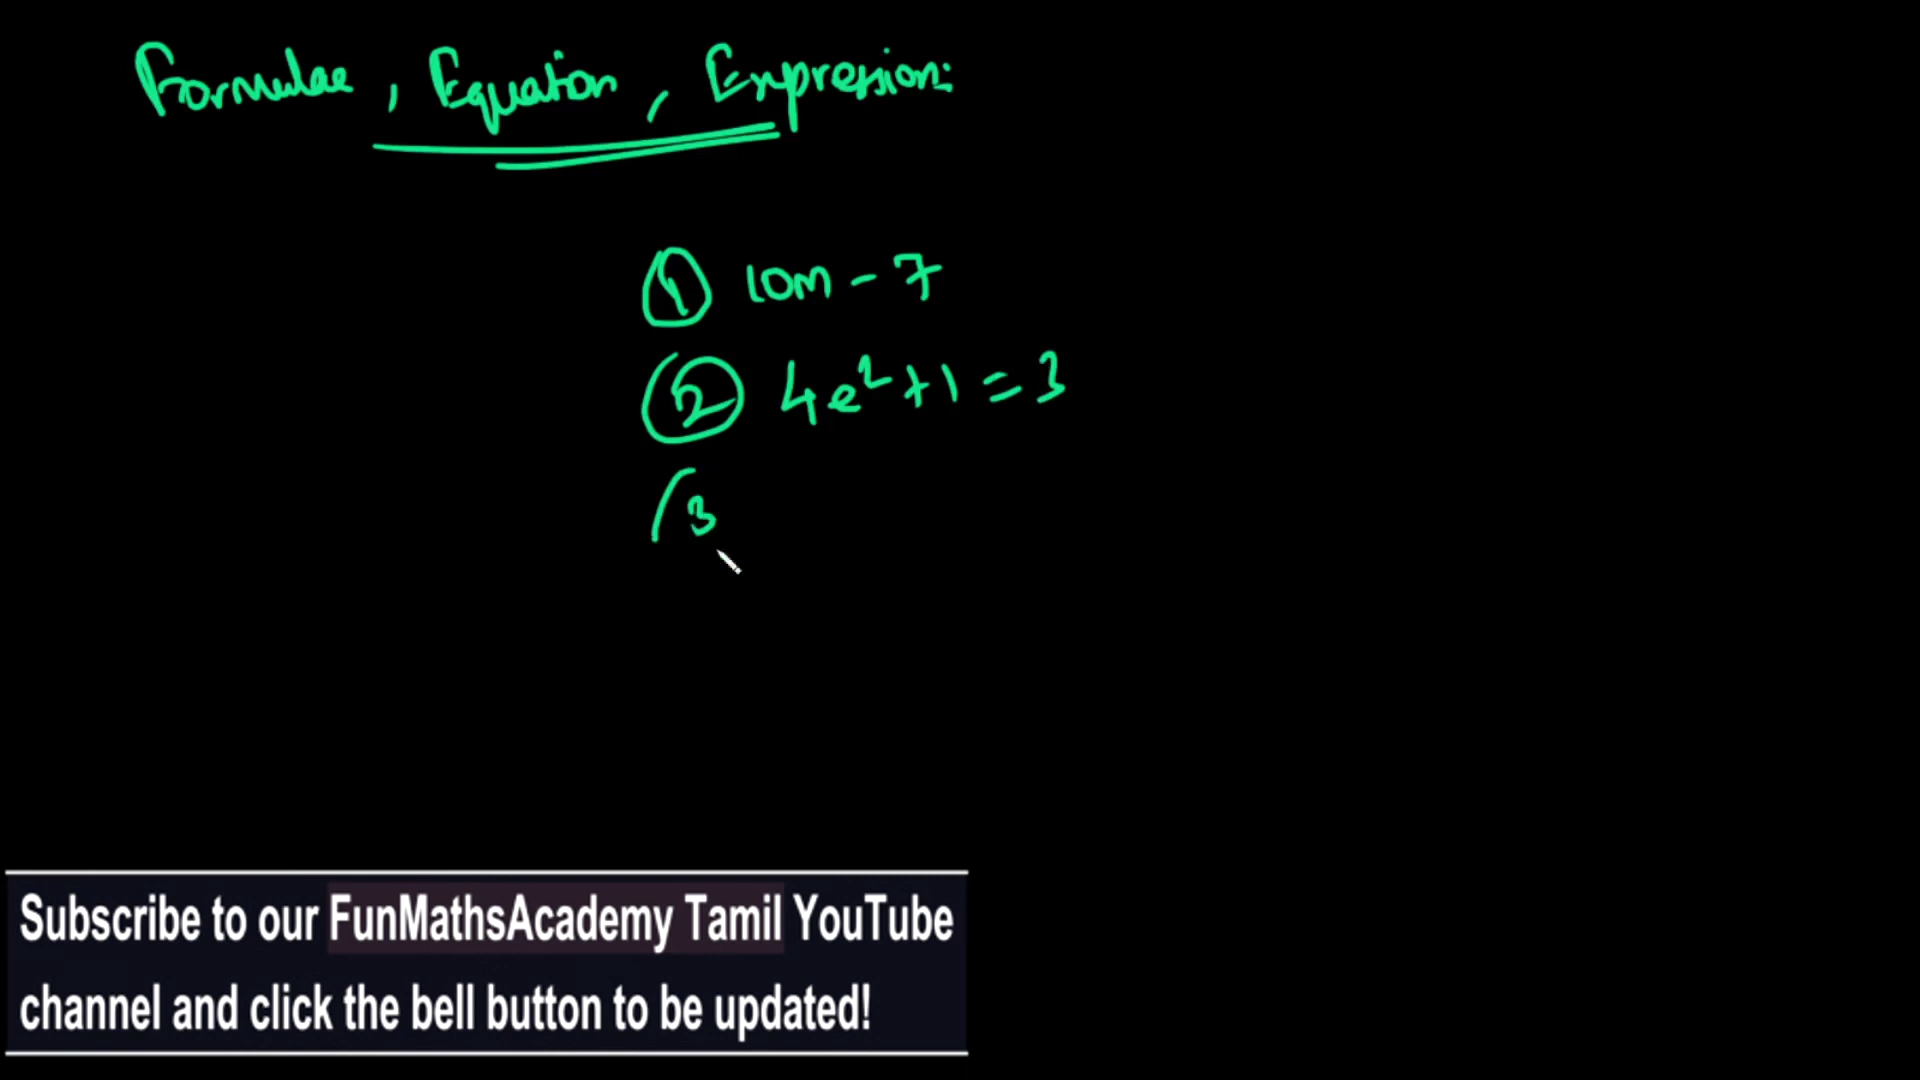 Formulae, Equation, Expression:
① 10m - 7
② 4e² + 1 = 3
(3
Subscribe to our FunMathsAcademy Tamil YouTube
channel and click the bell button to be updated!